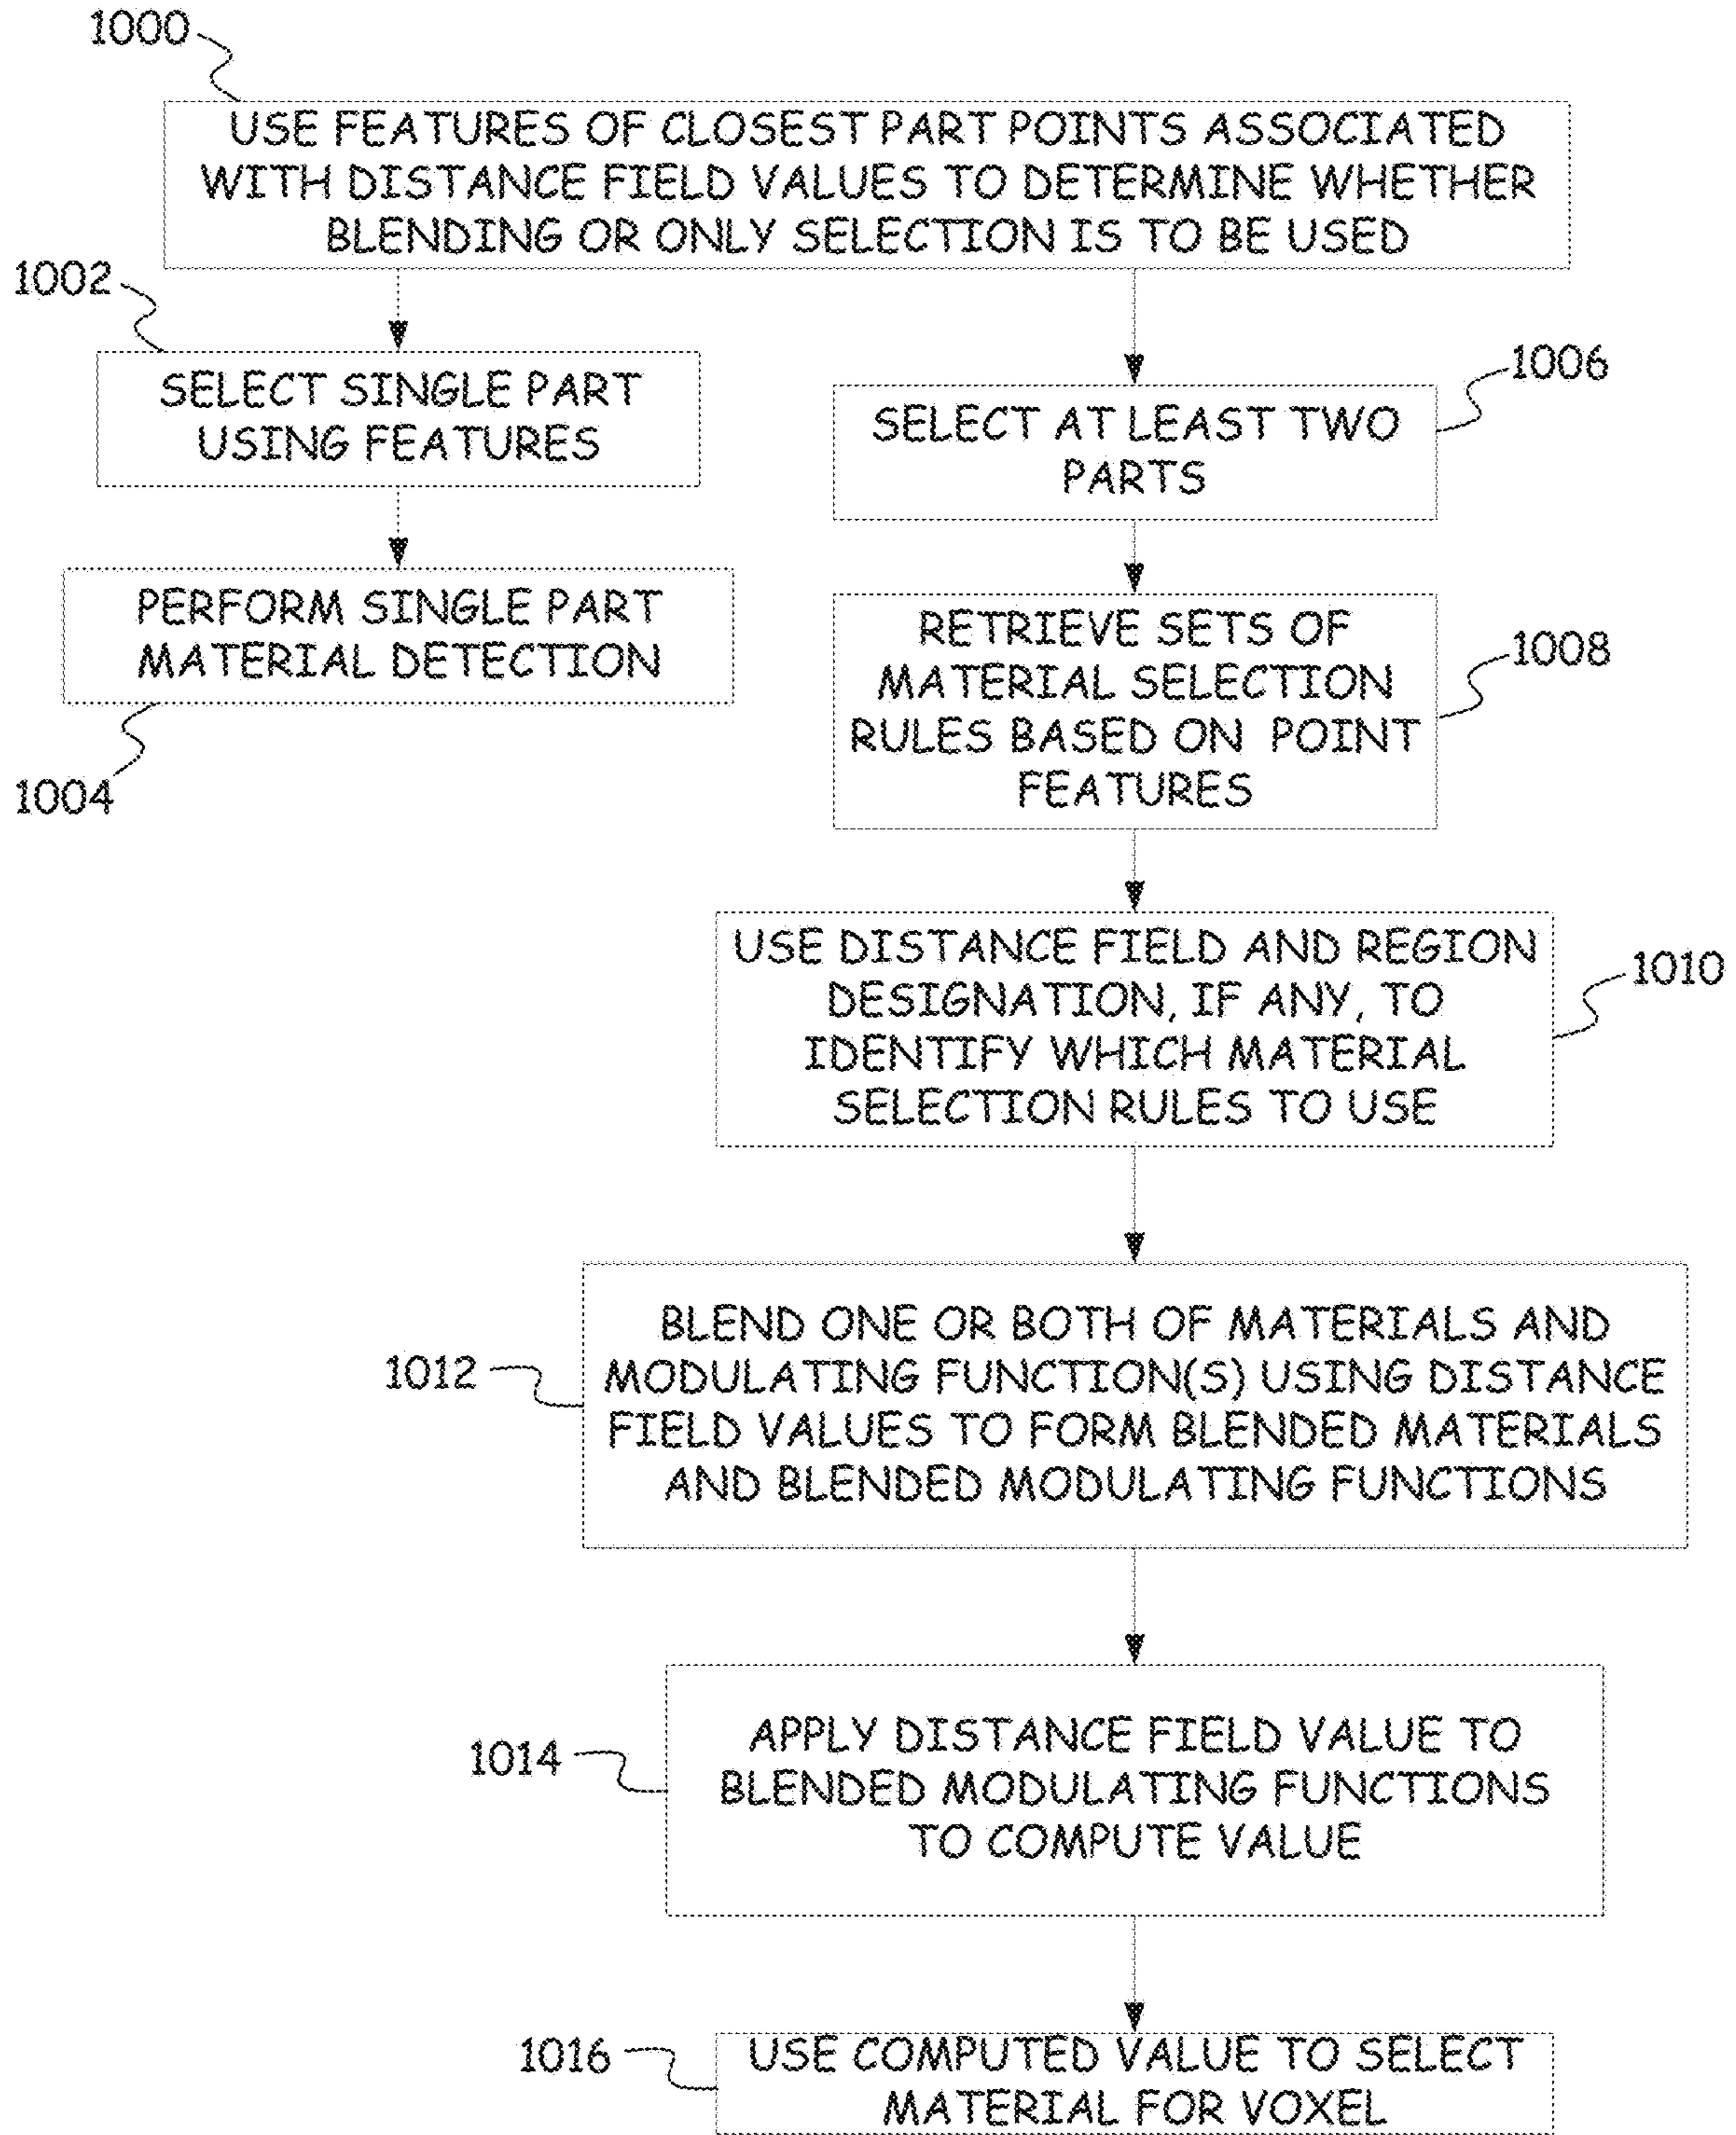 1000
USE FEATURES OF CLOSEST PART POINTS ASSOCIATED
WITH DISTANCE FIELD VALUES TO DETERMINE WHETHER
BLENDING OR ONLY SELECTION IS TO BE USED
1002
SELECT SINGLE PART
USING FEATURES
PERFORM SINGLE PART
MATERIAL DETECTION
1004
1006
SELECT AT LEAST TWO
PARTS
RETRIEVE SETS OF
MATERIAL SELECTION
RULES BASED ON POINT
FEATURES
1008
USE DISTANCE FIELD AND REGION
DESIGNATION, IF ANY, TO
IDENTIFY WHICH MATERIAL
SELECTION RULES TO USE
1010
BLEND ONE OR BOTH OF MATERIALS AND
MODULATING FUNCTION(S) USING DISTANCE
FIELD VALUES TO FORM BLENDED MATERIALS
AND BLENDED MODULATING FUNCTIONS
1012
APPLY DISTANCE FIELD VALUE TO
BLENDED MODULATING FUNCTIONS
TO COMPUTE VALUE
1014
USE COMPUTED VALUE TO SELECT
MATERIAL FOR VOXEL
1016